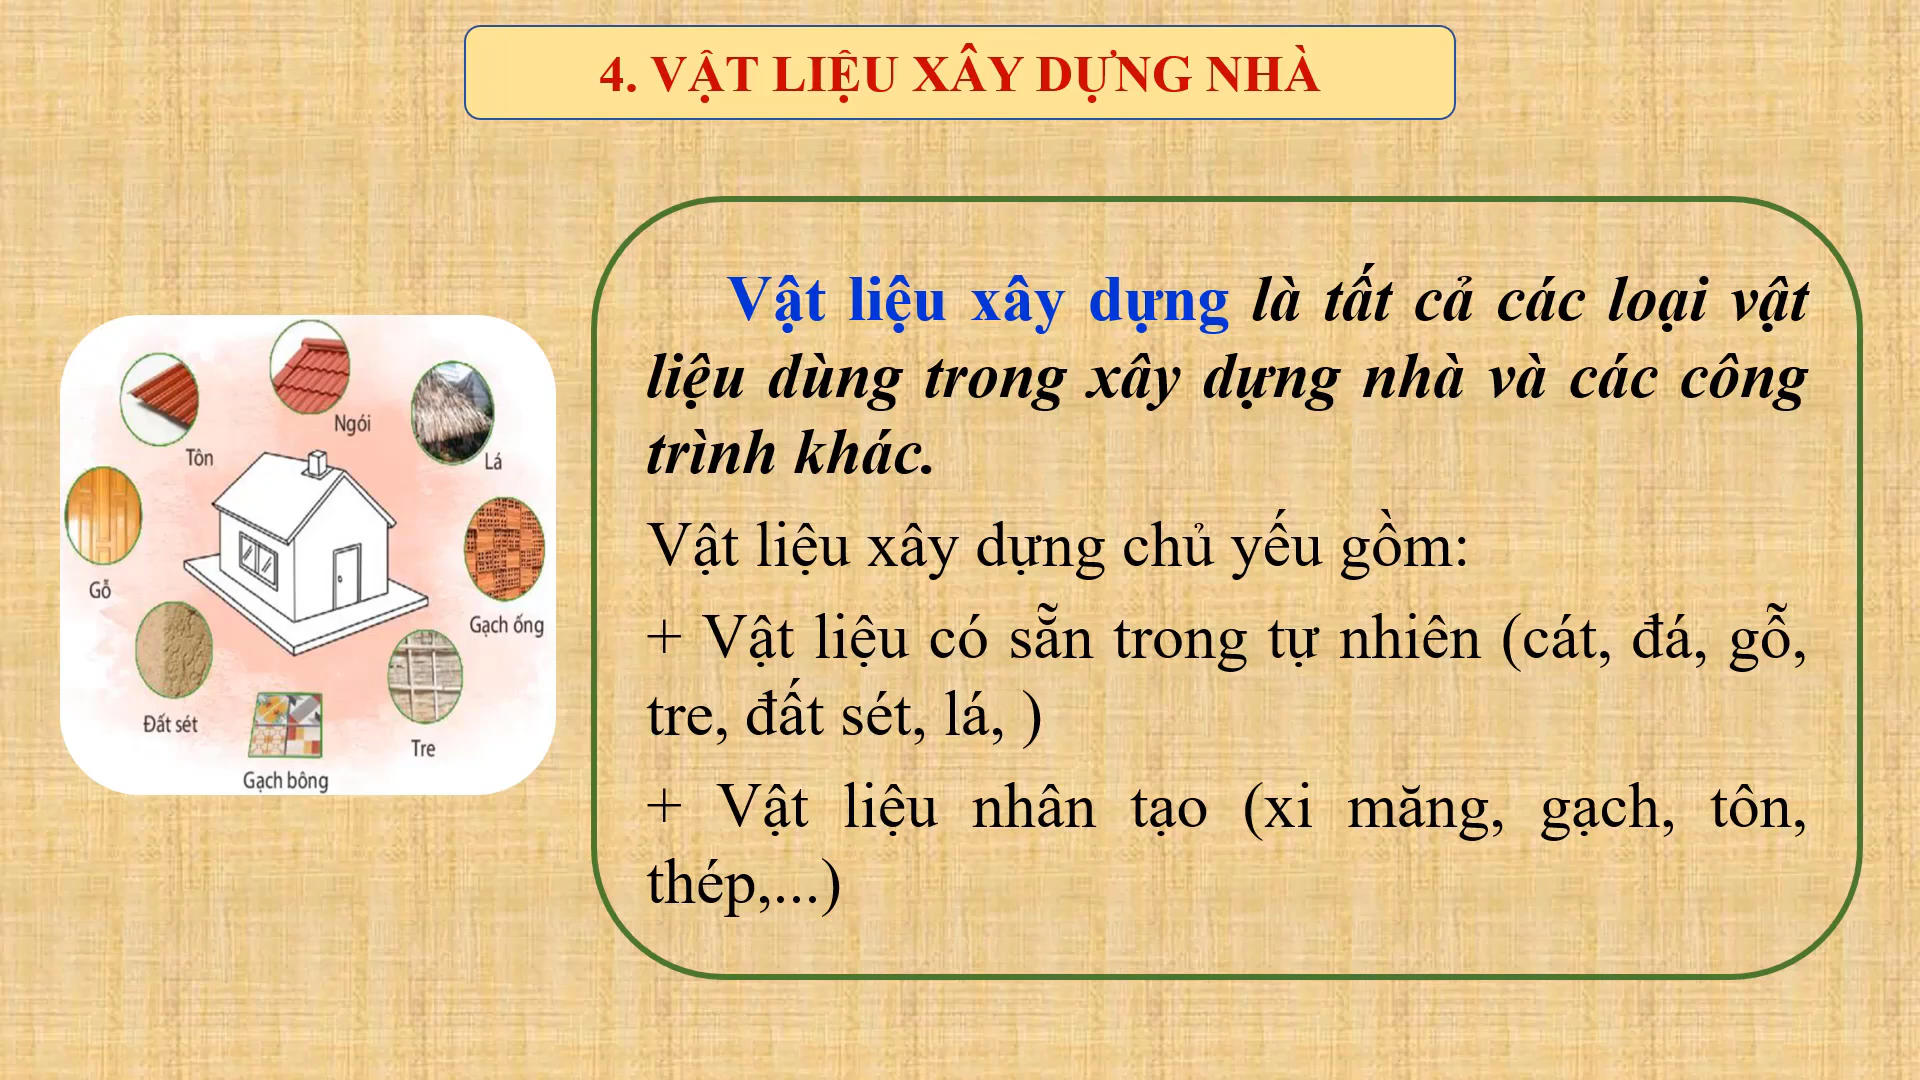 4. VẬT LIỆU XÂY DỰNG NHÀ
Ngói
Tôn
Lá
Gỗ
Gạch ống
Đất sét
Tre
Gạch bông
Vật liệu xây dựng là tất cả các loại vật
liệu dùng trong xây dựng nhà và các công
trình khác.
Vật liệu xây dựng chủ yếu gồm:
+ Vật liệu có sẵn trong tự nhiên (cát, đá, gỗ,
tre, đất sét, lá, )
+ Vật liệu nhân tạo (xi măng, gạch, tôn,
thép,...)